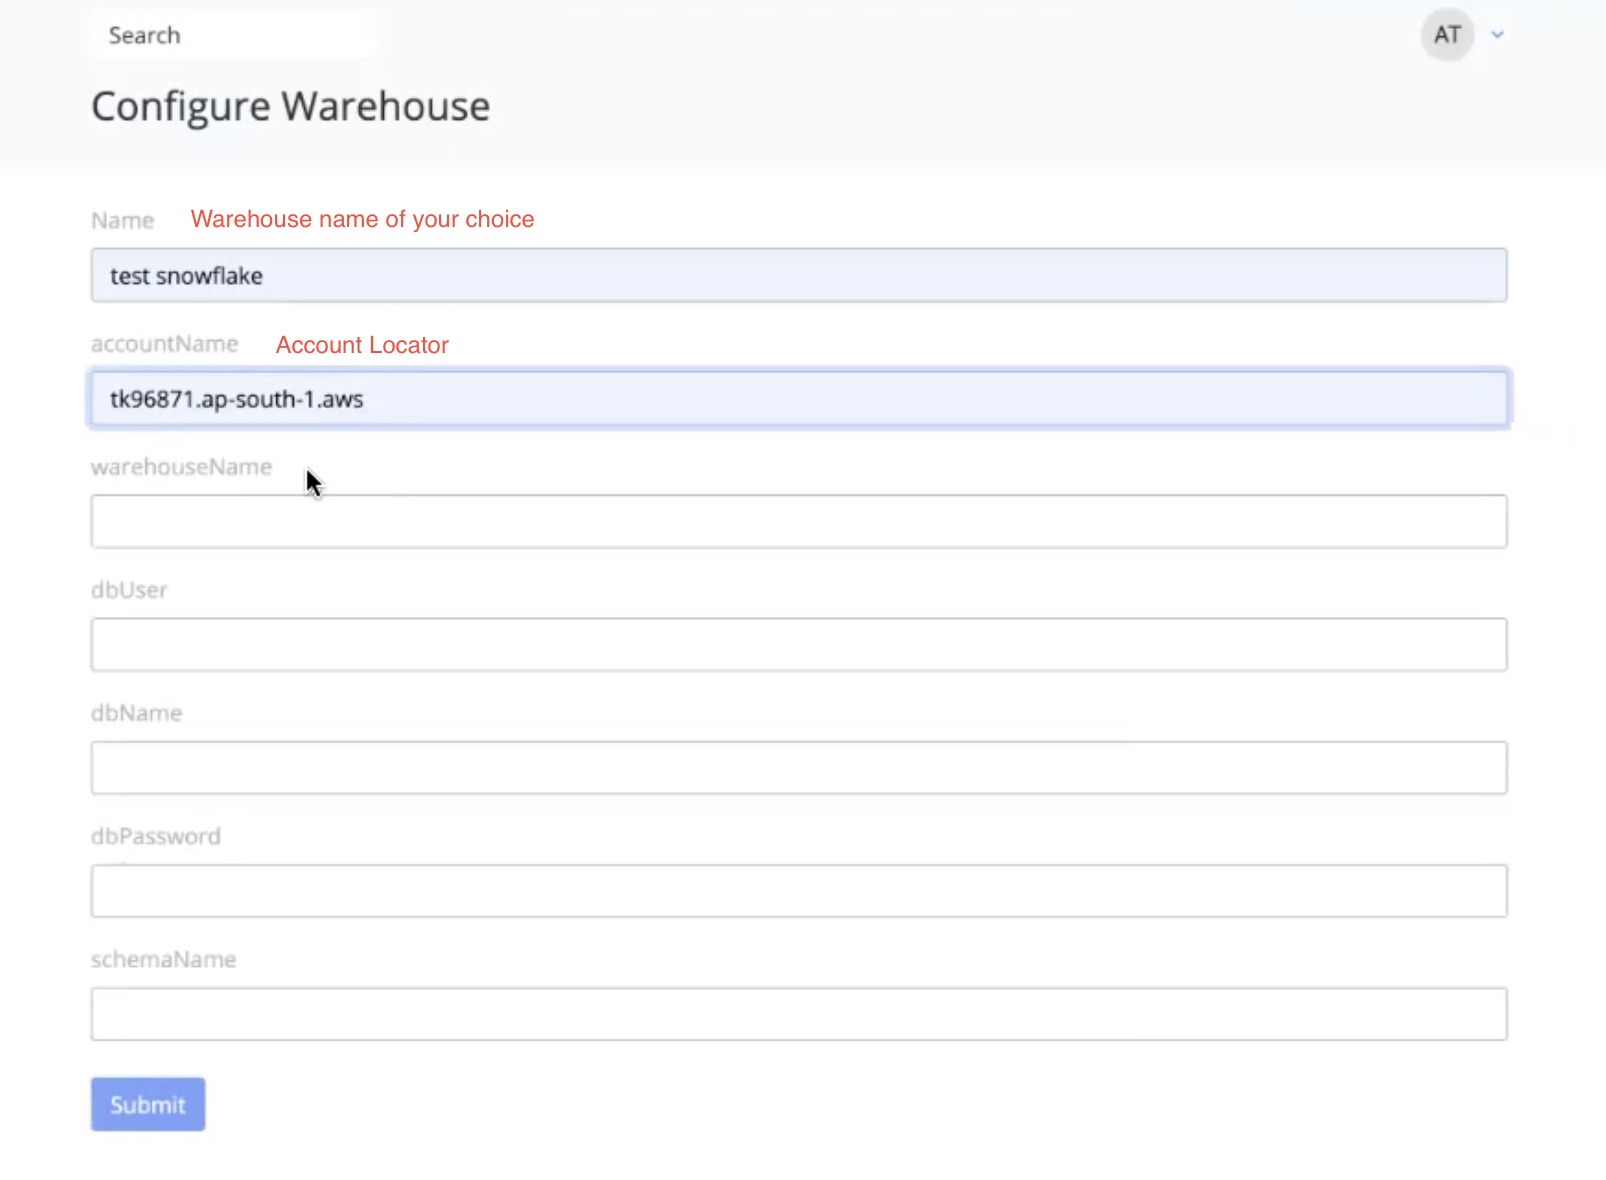 Search
AT
Configure Warehouse
Name Warehouse name of your choice
test snowflake
accountName Account Locator
tk96871.ap-south-1.aws
warehouseName
dbUser
dbName
dbPassword
schemaName
Submit